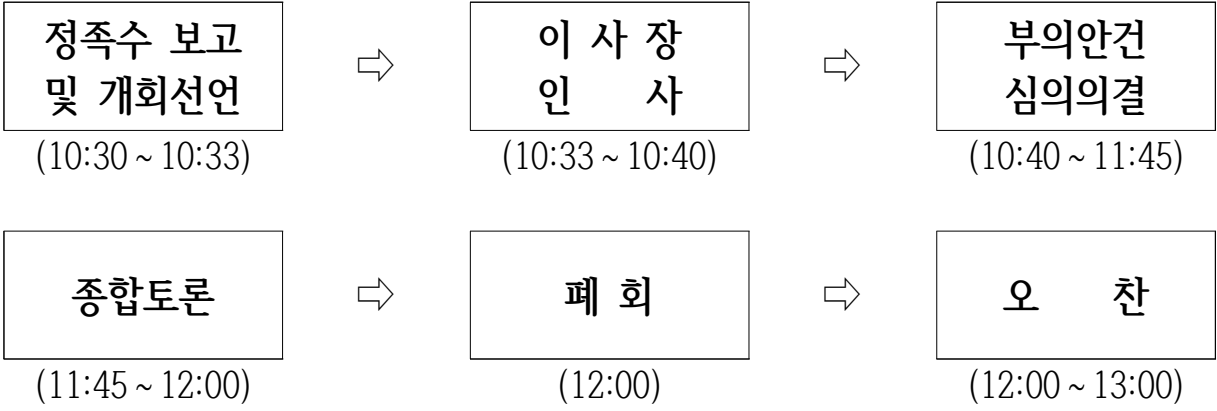 정족수 보고 ⇨ 이 사 장 ⇨ 부의안건
및 개회선언 인 사 심의의결
(10:30 ~ 10:33) (10:33 ~ 10:40) (10:40 ~ 11:45)
종합토론 ⇨ 폐 회 ⇨ 오 찬
(11:45 ~ 12:00) (12:00) (12:00 ~ 13:00)